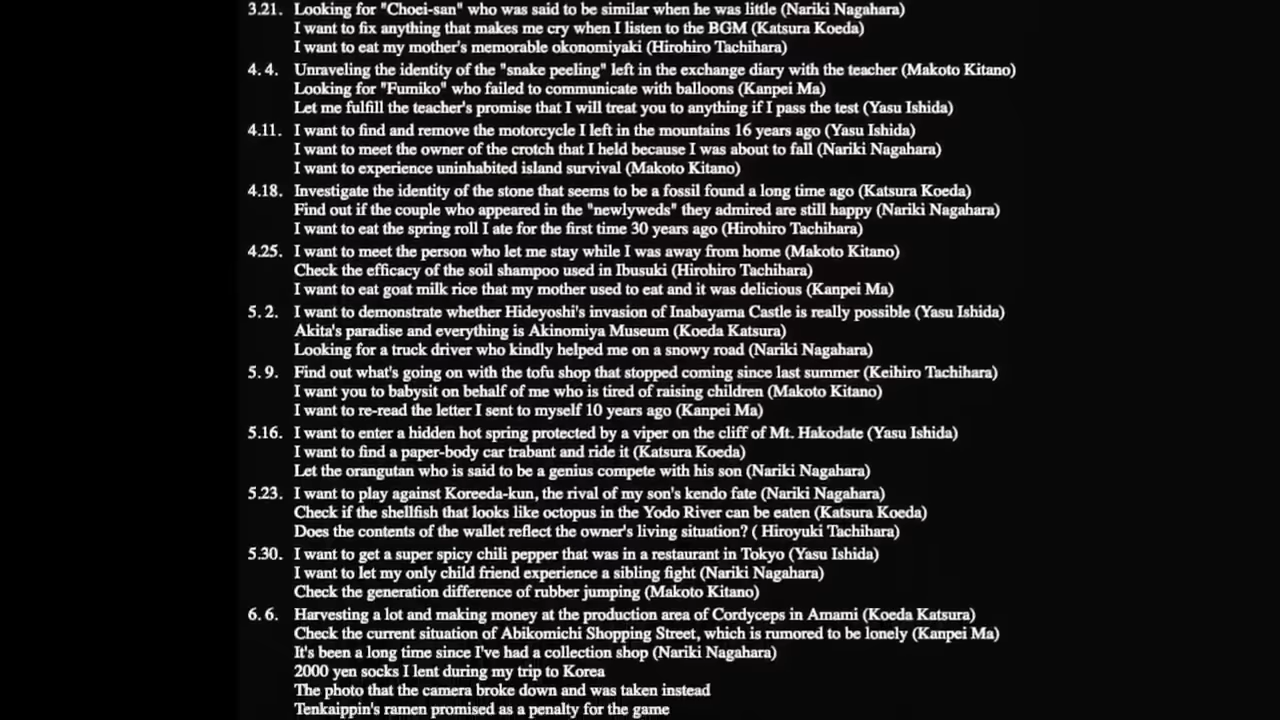 3.21. Looking for "Choei-san" who was said to be similar when he was little (Nariki Nagahara)
I want to fix anything that makes me cry when I listen to the BGM (Katsura Koeda)
I want to eat my mother's memorable okonomiyaki (Hirohiro Tachihara)
4. 4. Unraveling the identity of the "snake peeling" left in the exchange diary with the teacher (Makoto Kitano)
Looking for "Fumiko" who failed to communicate with balloons (Kanpei Ma)
Let me fulfill the teacher's promise that I will treat you to anything if I pass the test (Yasu Ishida)
4.11. I want to find and remove the motorcycle I left in the mountains 16 years ago (Yasu Ishida)
I want to meet the owner of the crotch that I held because I was about to fall (Nariki Nagahara)
I want to experience uninhabited island survival (Makoto Kitano)
4.18. Investigate the identity of the stone that seems to be a fossil found a long time ago (Katsura Koeda)
Find out if the couple who appeared in the "newlyweds" they admired are still happy (Nariki Nagahara)
I want to eat the spring roll I ate for the first time 30 years ago (Hirohiro Tachihara)
4.25. I want to meet the person who let me stay while I was away from home (Makoto Kitano)
Check the efficacy of the soil shampoo used in Ibusuki (Hirohiro Tachihara)
I want to eat goat milk rice that my mother used to eat and it was delicious (Kanpei Ma)
5. 2. I want to demonstrate whether Hideyoshi's invasion of Inabayama Castle is really possible (Yasu Ishida)
Akita's paradise and everything is Akinomiya Museum (Koeda Katsura)
Looking for a truck driver who kindly helped me on a snowy road (Nariki Nagahara)
5. 9. Find out what's going on with the tofu shop that stopped coming since last summer (Keihiro Tachihara)
I want you to babysit on behalf of me who is tired of raising children (Makoto Kitano)
I want to re-read the letter I sent to myself 10 years ago (Kanpei Ma)
5.16. I want to enter a hidden hot spring protected by a viper on the cliff of Mt. Hakodate (Yasu Ishida)
I want to find a paper-body car trabant and ride it (Katsura Koeda)
Let the orangutan who is said to be a genius compete with his son (Nariki Nagahara)
5.23. I want to play against Koreeda-kun, the rival of my son's kendo fate (Nariki Nagahara)
Check if the shellfish that looks like octopus in the Yodo River can be eaten (Katsura Koeda)
Does the contents of the wallet reflect the owner's living situation? ( Hiroyuki Tachihara)
5.30. I want to get a super spicy chili pepper that was in a restaurant in Tokyo (Yasu Ishida)
I want to let my only child friend experience a sibling fight (Nariki Nagahara)
Check the generation difference of rubber jumping (Makoto Kitano)
6. 6. Harvesting a lot and making money at the production area of Cordyceps in Amami (Koeda Katsura)
Check the current situation of Abikomichi Shopping Street, which is rumored to be lonely (Kanpei Ma)
It's been a long time since I've had a collection shop (Nariki Nagahara)
2000 yen socks I lent during my trip to Korea
The photo that the camera broke down and was taken instead
Tenkaippin's ramen promised as a penalty for the game